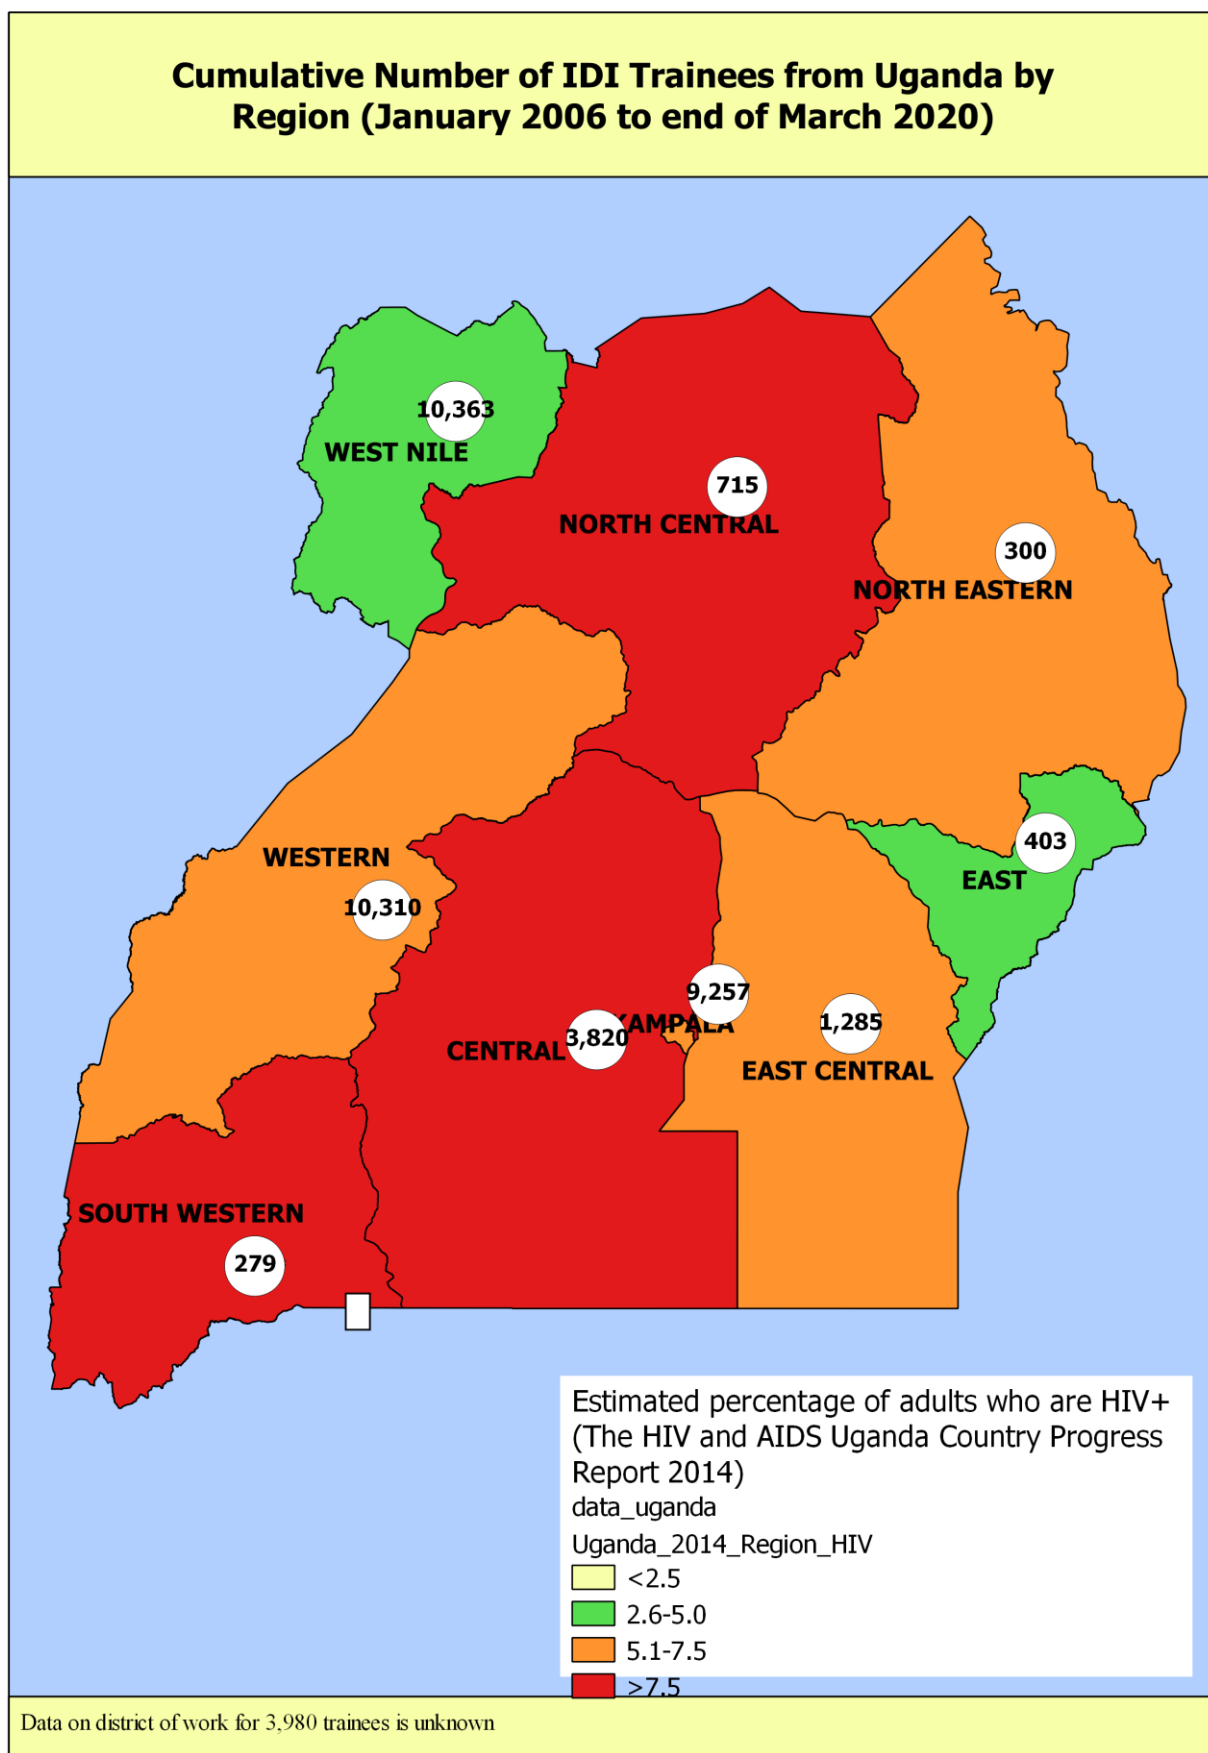 Cumulative Number of IDI Trainees from Uganda by
Region (January 2006 to end of March 2020)
10,363
WEST NILE
715
NORTH CENTRAL
300
NORTH EASTERN
403
EAST
WESTERN
10,310
9,257
KAMPALA
3,820
CENTRAL
1,285
EAST CENTRAL
SOUTH WESTERN
279
Estimated percentage of adults who are HIV+
(The HIV and AIDS Uganda Country Progress
Report 2014)
data_uganda
Uganda_2014_Region_HIV
<2.5
2.6-5.0
5.1-7.5
>7.5
Data on district of work for 3,980 trainees is unknown